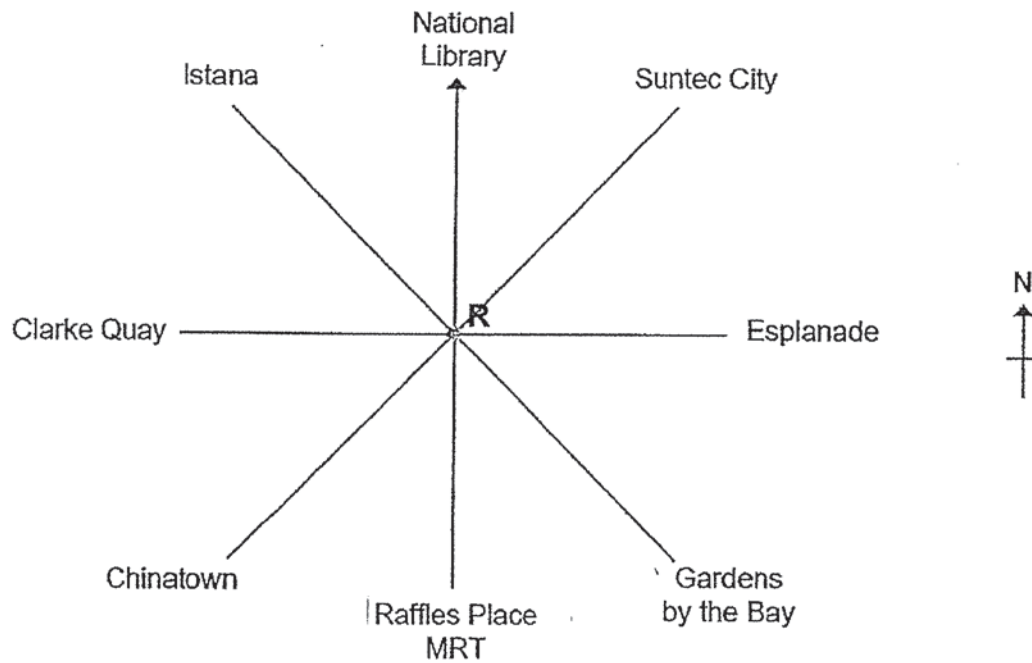 National
Library
Istana
Suntec City
R
N
Clarke Quay
Esplanade
Chinatown
Gardens
by the Bay
Raffles Place
MRT